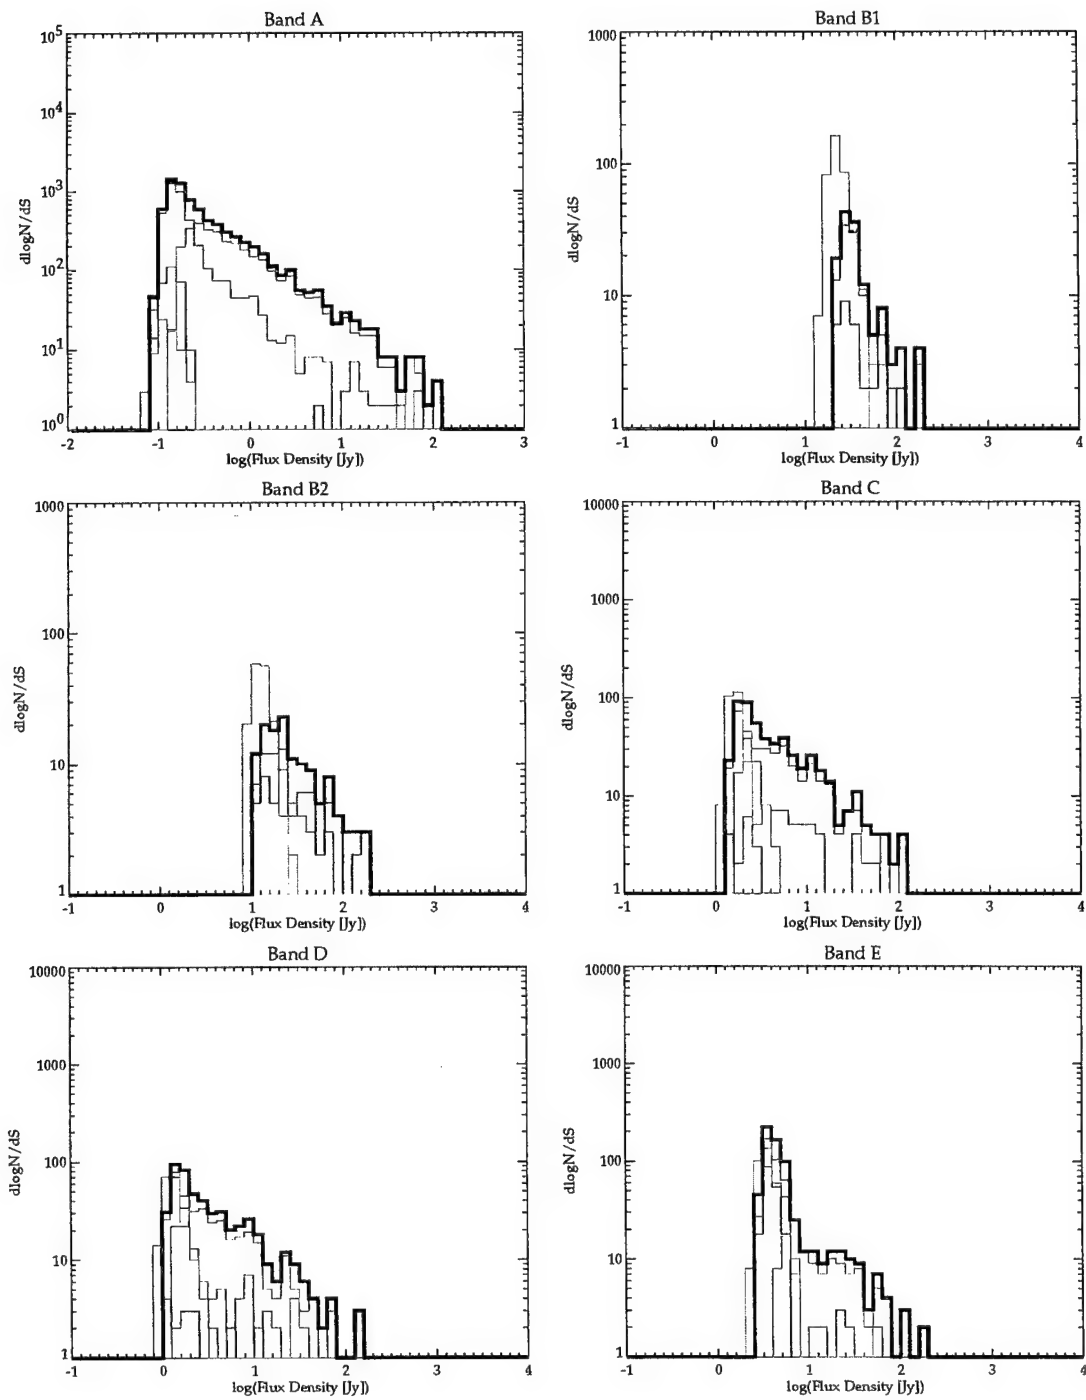 Band A
10^5
10^4
10^3
10^2
10^1
10^0
dlogN/dS
-2 -1 0 1 2 3
log(Flux Density [Jy])
Band B1
1000
100
10
1
dlogN/dS
-1 0 1 2 3 4
log(Flux Density [Jy])
Band B2
1000
100
10
1
dlogN/dS
-1 0 1 2 3 4
log(Flux Density [Jy])
Band C
10000
1000
100
10
1
dlogN/dS
-1 0 1 2 3 4
log(Flux Density [Jy])
Band D
10000
1000
100
10
1
dlogN/dS
-1 0 1 2 3 4
log(Flux Density [Jy])
Band E
10000
1000
100
10
1
dlogN/dS
-1 0 1 2 3 4
log(Flux Density [Jy])